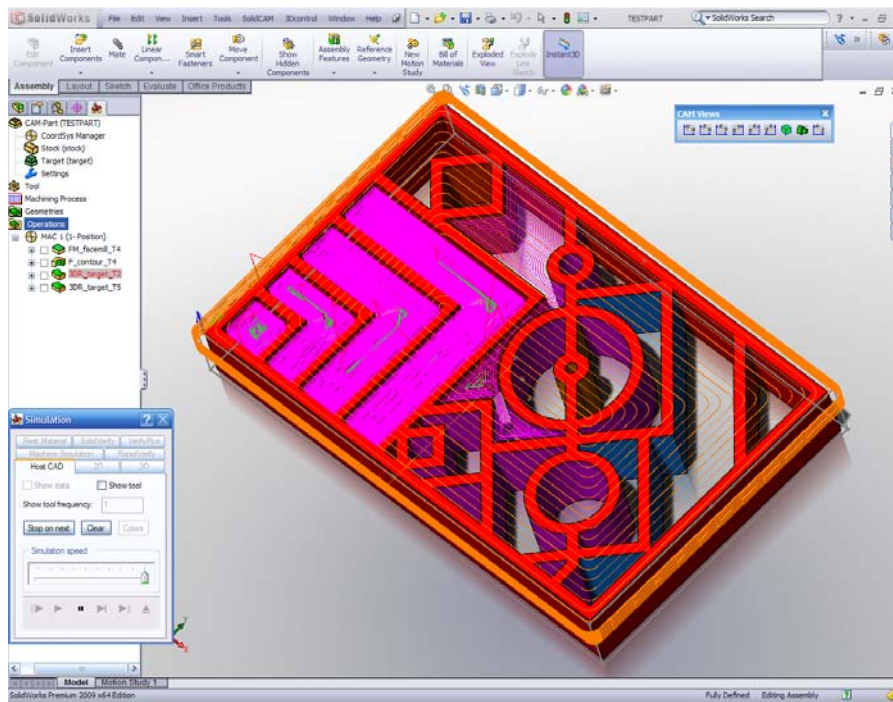 SolidWorks File Edit View Insert Tools SolidCAM 3Dcontrol Window Help TESTPART SolidWorks Search
Edit Component
Insert Components
Mate
Linear Compon...
Smart Fasteners
Move Component
Show Hidden Components
Assembly Features
Reference Geometry
New Motion Study
Bill of Materials
Exploded View
Explode Line Sketch
Instant3D
Assembly Layout Sketch Evaluate Office Products
CAM Views
CAM-Part (TESTPART)
CoordSys Manager
Stock (stock)
Target (target)
Settings
Tool
Machining Process
Geometries
Operations
MAC 1 (1- Position)
FM_facemill_T4
F_contour_T4
3DR_target_T2
3DR_target_T5
Simulation
Rest Material SolidVerify VerifyPlus
Machine Simulation RapidVerify
Host CAD 2D 3D
Show data Show tool
Show tool frequency: 1
Stop on next Clear Colors
Simulation speed
Model Motion Study 1
SolidWorks Premium 2009 x64 Edition Fully Defined Editing Assembly